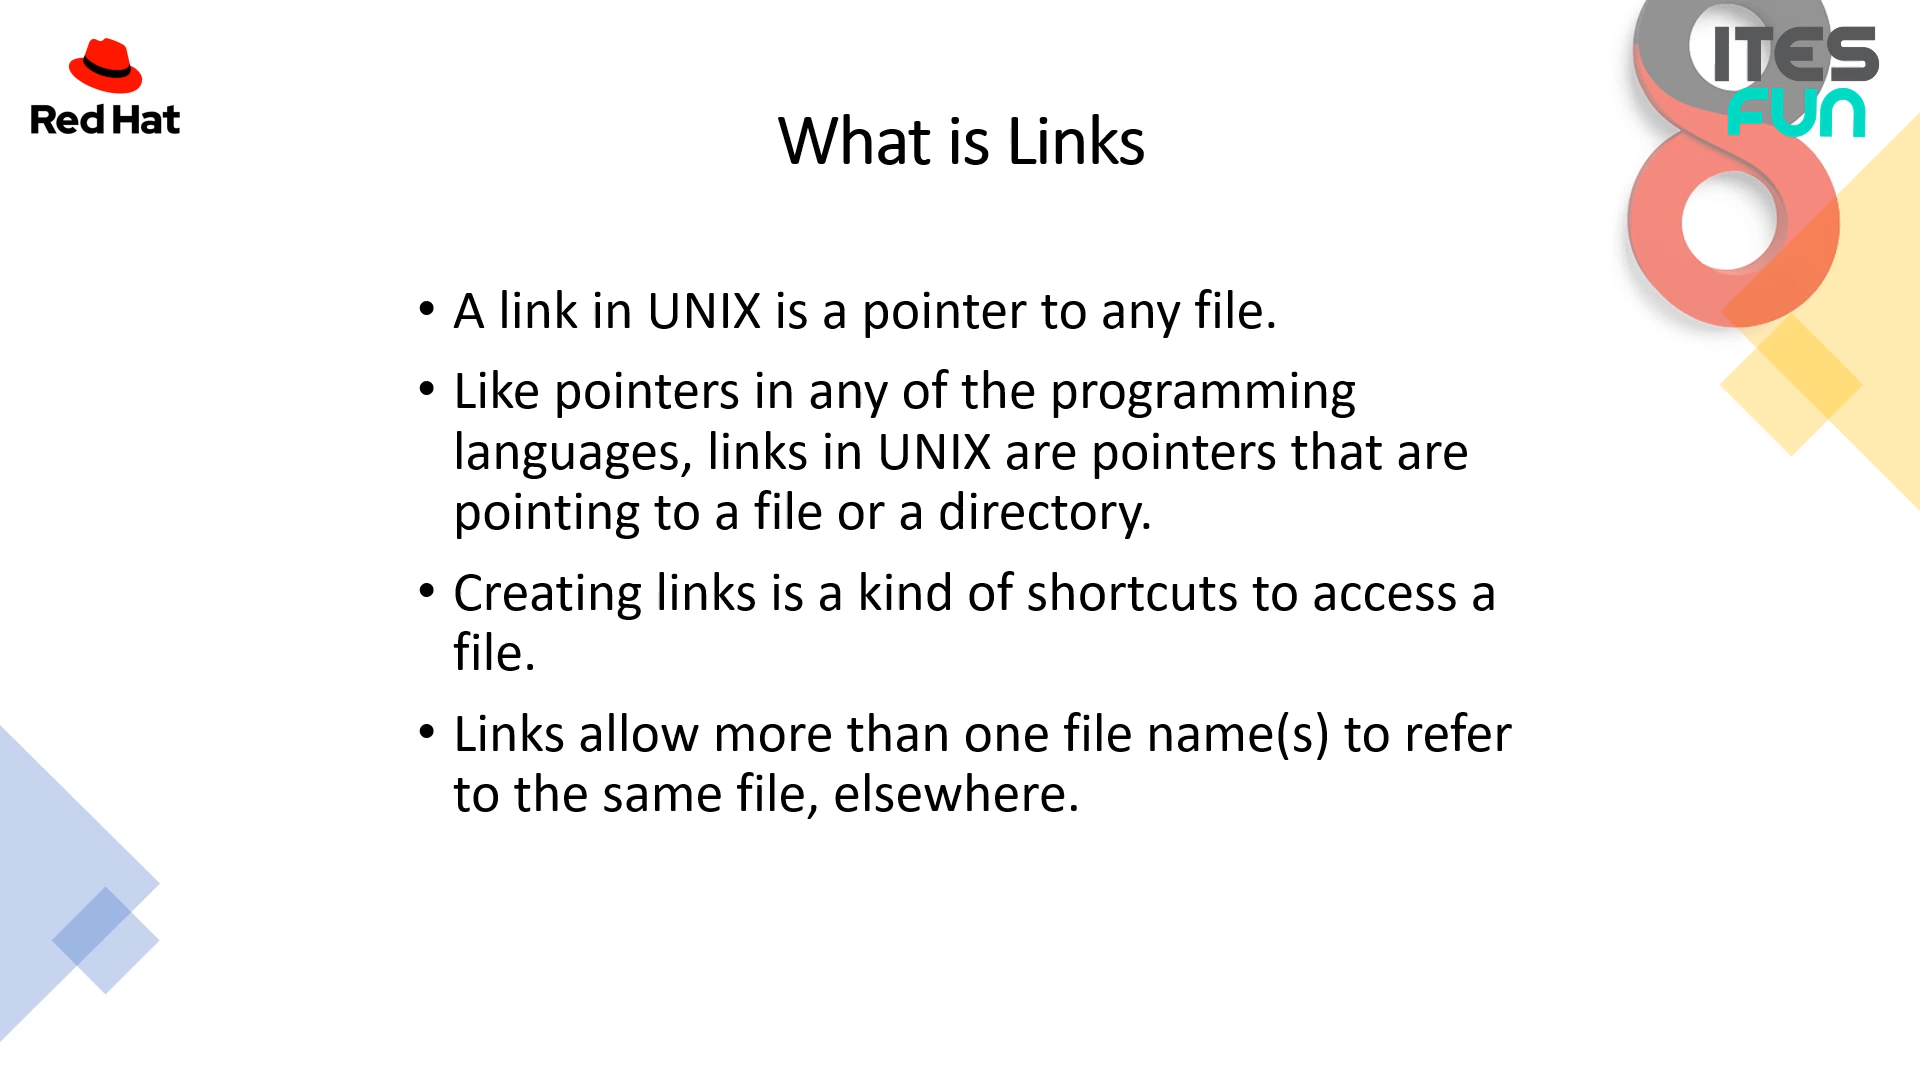 Red Hat
ITES
FUN
What is Links
• A link in UNIX is a pointer to any file.
• Like pointers in any of the programming
languages, links in UNIX are pointers that are
pointing to a file or a directory.
• Creating links is a kind of shortcuts to access a
file.
• Links allow more than one file name(s) to refer
to the same file, elsewhere.